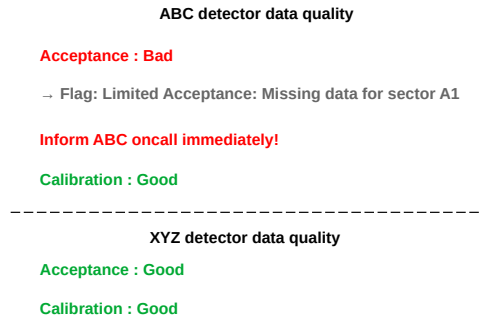 ABC detector data quality
Acceptance : Bad
→ Flag: Limited Acceptance: Missing data for sector A1
Inform ABC oncall immediately!
Calibration : Good
XYZ detector data quality
Acceptance : Good
Calibration : Good